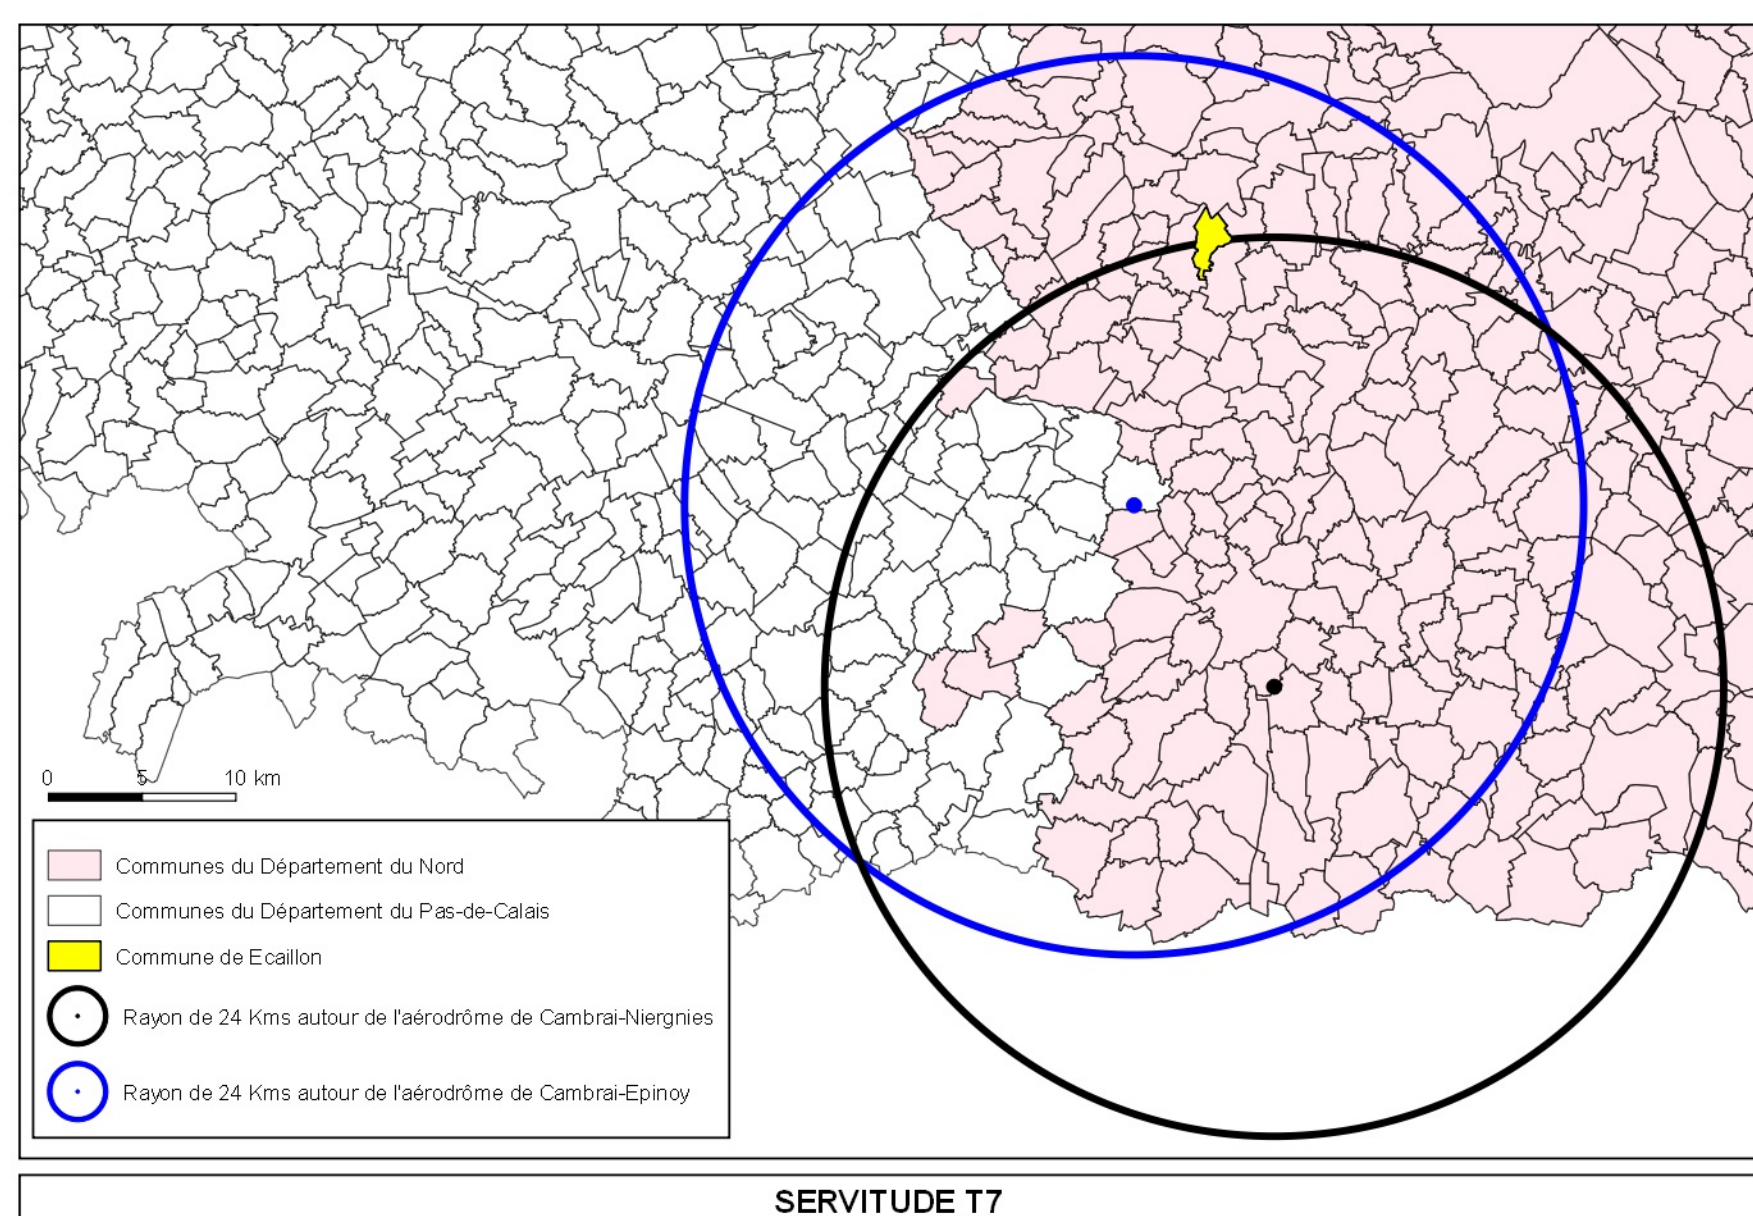 0 5 10 km
Communes du Département du Nord
Communes du Département du Pas-de-Calais
Commune de Ecaillon
Rayon de 24 Kms autour de l'aérodrôme de Cambrai-Niergnies
Rayon de 24 Kms autour de l'aérodrôme de Cambrai-Epinoy
SERVITUDE T7